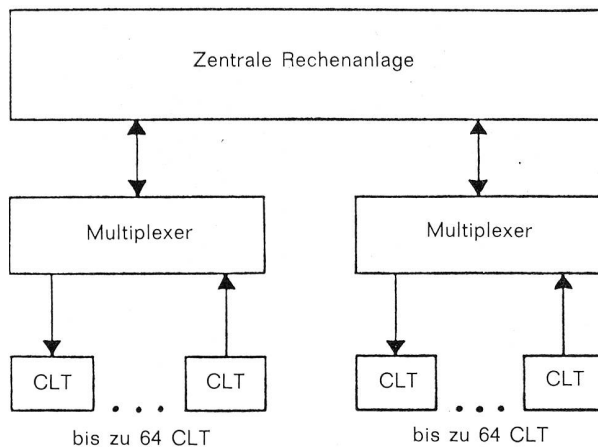 Zentrale Rechenanlage
Multiplexer
Multiplexer
CLT
. . .
CLT
CLT
. . .
CLT
bis zu 64 CLT
bis zu 64 CLT